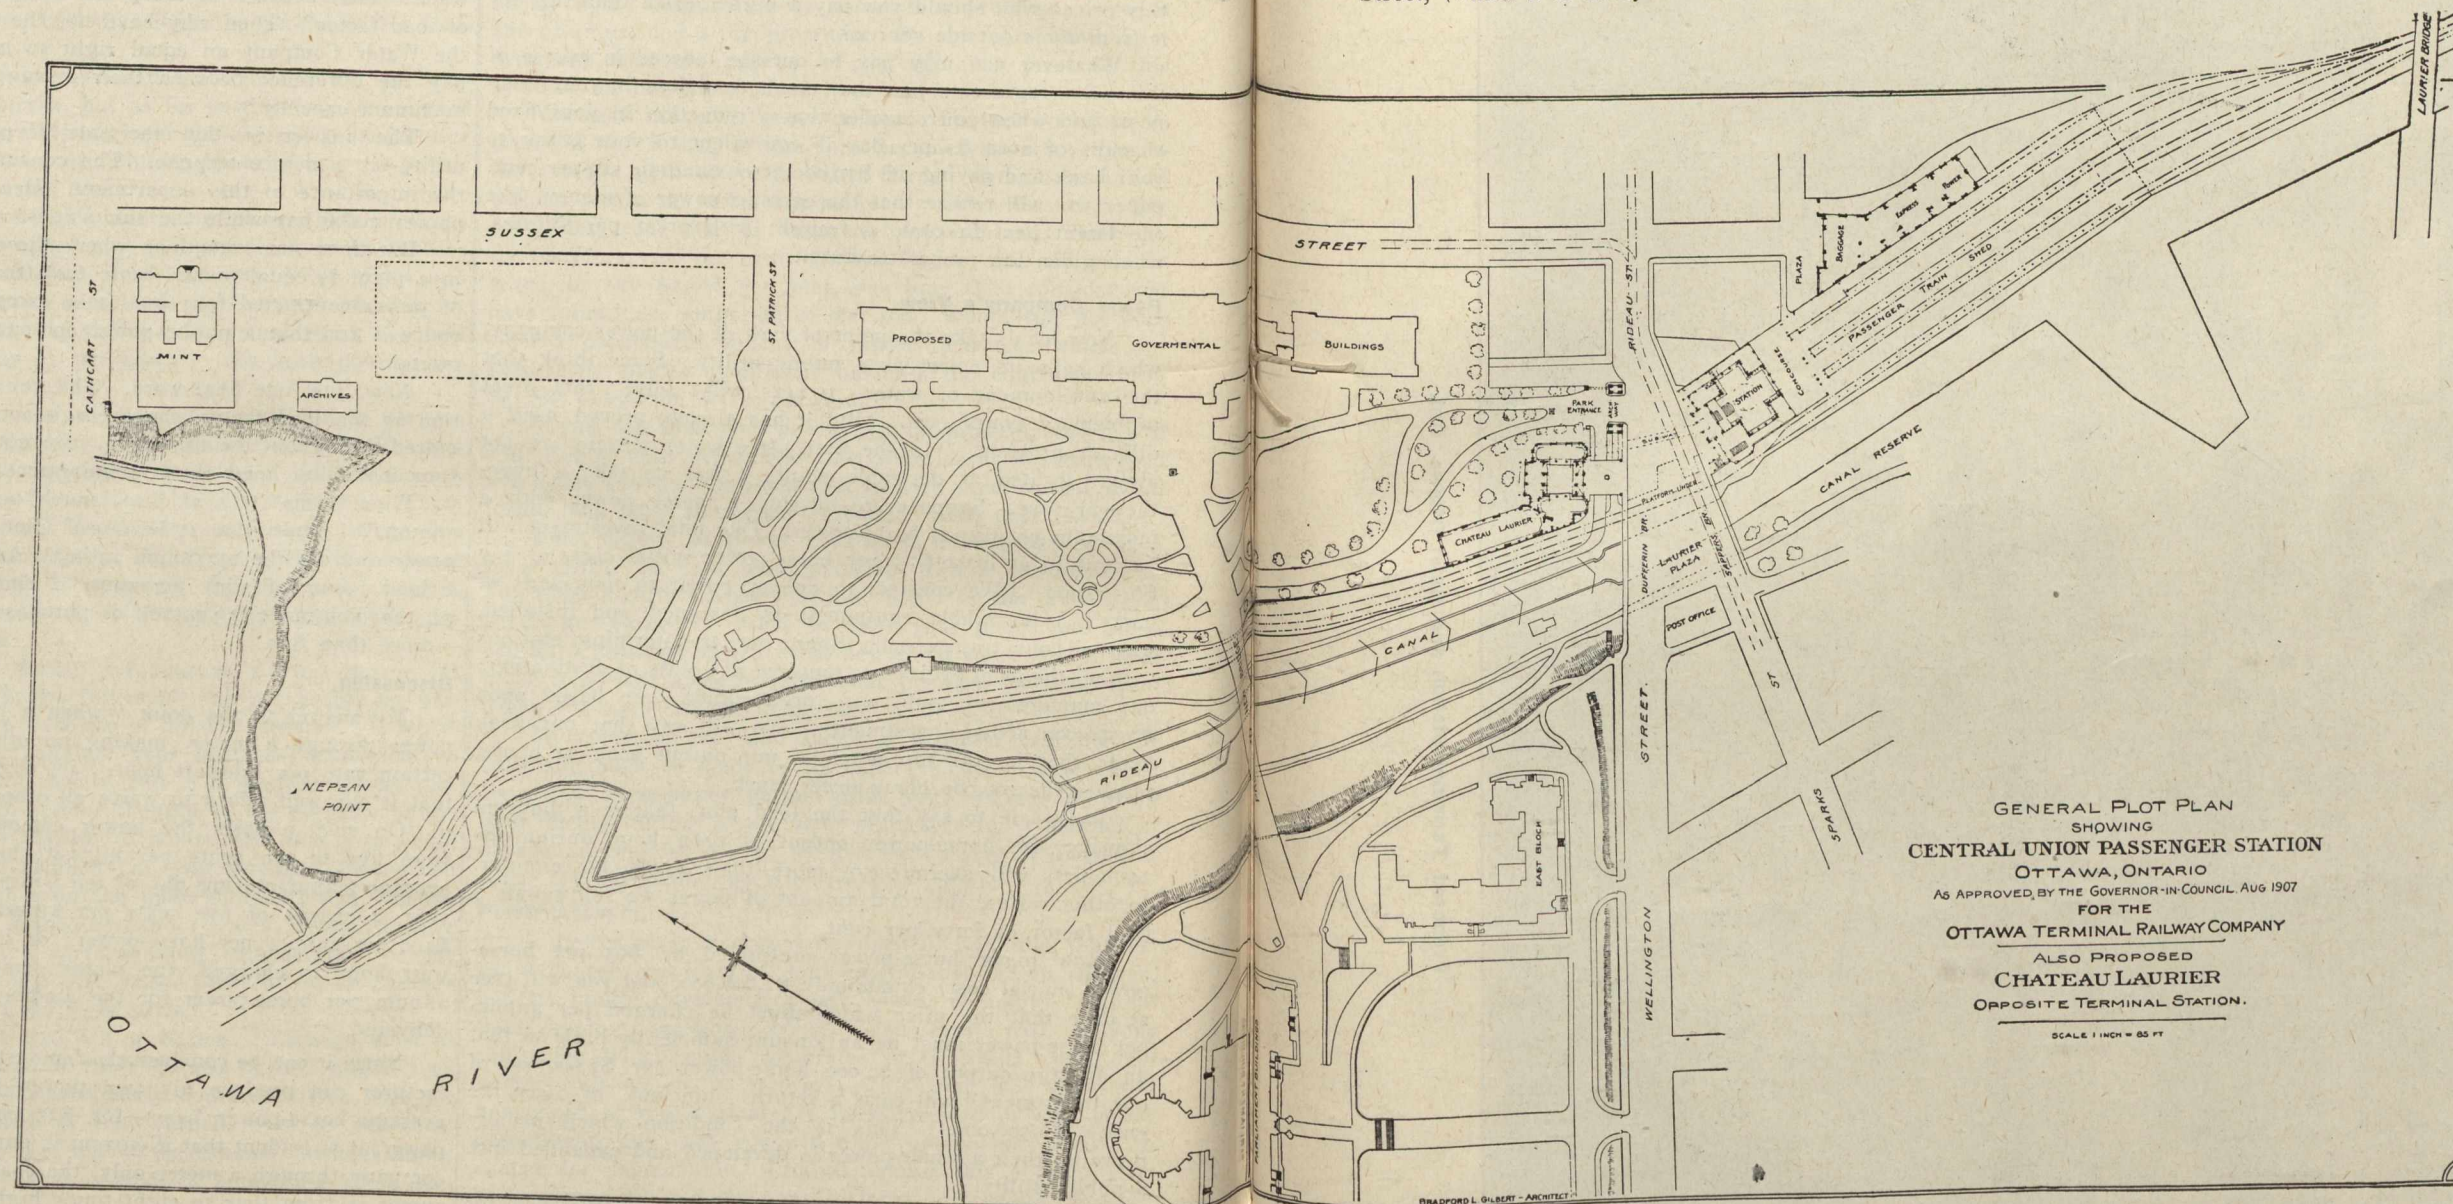 LAURIER BRIDGE
SUSSEX
STREET
CATHCART ST
MINT
ARCHIVES
ST PATRICK ST
PROPOSED
GOVERMENTAL
BUILDINGS
RIDEAU ST
PLAZA
BAGGAGE
EXPRESS
POWER
PASSENGER TRAIN SHED
CONCOURSE
STATION
PARK
ENTRANCE
CHATEAU LAURIER
PLATFORM UNDER
CANAL RESERVE
DUFFERIN BR.
SAPPERS BR
LAURIER
PLAZA
POST OFFICE
CANAL
RIDEAU
STREET.
ST
SPARKS
NEPEAN
POINT
EAST BLOCK
WELLINGTON
OTTAWA
RIVER
PARLIAMENT BUILDING
GENERAL PLOT PLAN
SHOWING
CENTRAL UNION PASSENGER STATION
OTTAWA, ONTARIO
AS APPROVED BY THE GOVERNOR-IN-COUNCIL. AUG 1907
FOR THE
OTTAWA TERMINAL RAILWAY COMPANY
ALSO PROPOSED
CHATEAU LAURIER
OPPOSITE TERMINAL STATION.
SCALE 1 INCH = 85 FT
BRADFORD L. GILBERT - ARCHITECT